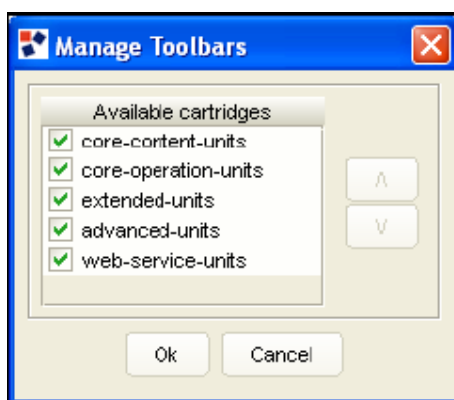 Manage Toolbars
Available cartridges
core-content-units
core-operation-units
extended-units
advanced-units
web-service-units
Ok Cancel